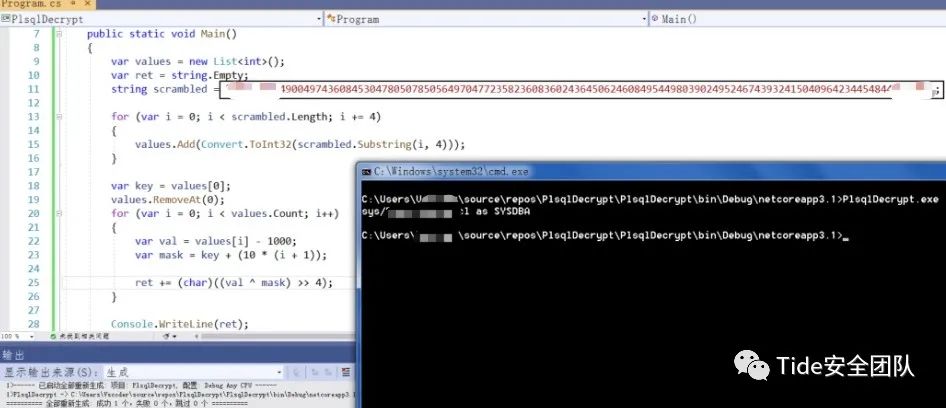 Program.cs
PlsqlDecrypt
Program
Main()
7 public static void Main()
8 {
9 var values = new List<int>();
10 var ret = string.Empty;
11 string scrambled =
12
13 for (var i = 0; i < scrambled.Length; i += 4)
14 {
15 values.Add(Convert.ToInt32(scrambled.Substring(i, 4)));
16 }
17
18 var key = values[0];
19 values.RemoveAt(0);
20 for (var i = 0; i < values.Count; i++)
21 {
22 var val = values[i] - 1000;
23 var mask = key + (10 * (i + 1));
24
25 ret += (char)((val ^ mask) >> 4);
26 }
27
28 Console.WriteLine(ret);
C:\Windows\system32\cmd.exe
C:\Users\ \source\repos\PlsqlDecrypt\PlsqlDecrypt\bin\Debug\netcoreapp3.1>PlsqlDecrypt.exe
sys/ cl as SYSDBA
C:\Users\ \source\repos\PlsqlDecrypt\PlsqlDecrypt\bin\Debug\netcoreapp3.1>
100 %
未找到相关问题
输出
显示输出来源(S): 生成
1>------ 已启动全部重新生成: 项目: PlsqlDecrypt, 配置: Debug Any CPU ------
1>PlsqlDecrypt -> C:\Users\ \source\repos\PlsqlDecrypt\PlsqlDecrypt\bin\Debug\netcoreapp3.1
========== 全部重新生成: 成功 1 个，失败 0 个，跳过 0 个 ==========
Tide安全团队